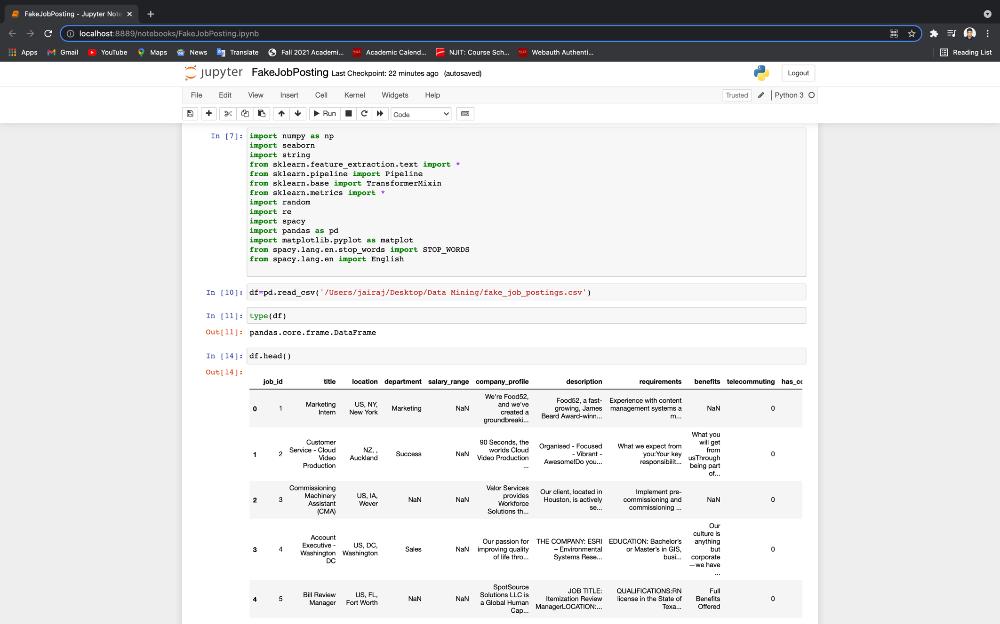 FakeJobPosting - Jupyter Note
localhost:8889/notebooks/FakeJobPosting.ipynb
Apps Gmail YouTube Maps News Translate Fall 2021 Academi... Academic Calend... NJIT: Course Sch... Webauth Authenti... Reading List
jupyter FakeJobPosting Last Checkpoint: 22 minutes ago (autosaved) Logout
File Edit View Insert Cell Kernel Widgets Help Trusted Python 3
Run Code
In [7]: import numpy as np
import seaborn
import string
from sklearn.feature_extraction.text import *
from sklearn.pipeline import Pipeline
from sklearn.base import TransformerMixin
from sklearn.metrics import *
import random
import re
import spacy
import pandas as pd
import matplotlib.pyplot as matplot
from spacy.lang.en.stop_words import STOP_WORDS
from spacy.lang.en import English
In [10]: df=pd.read_csv('/Users/jairaj/Desktop/Data Mining/fake_job_postings.csv')
In [11]: type(df)
Out[11]: pandas.core.frame.DataFrame
In [14]: df.head()
Out[14]:
job_id title location department salary_range company_profile description requirements benefits telecommuting has_co
0 1 Marketing Intern US, NY, New York Marketing NaN We're Food52, and we've created a groundbreaki... Food52, a fast-growing, James Beard Award-winn... Experience with content management systems a m... NaN 0
1 2 Customer Service - Cloud Video Production NZ, , Auckland Success NaN 90 Seconds, the worlds Cloud Video Production ... Organised - Focused - Vibrant - Awesome!Do you... What we expect from you:Your key responsibilit... What you will get from usThrough being part of... 0
2 3 Commissioning Machinery Assistant (CMA) US, IA, Wever NaN NaN Valor Services provides Workforce Solutions th... Our client, located in Houston, is actively se... Implement pre-commissioning and commissioning ... NaN 0
3 4 Account Executive - Washington DC US, DC, Washington Sales NaN Our passion for improving quality of life thro... THE COMPANY: ESRI – Environmental Systems Rese... EDUCATION: Bachelor’s or Master’s in GIS, busi... Our culture is anything but corporate—we have ... 0
4 5 Bill Review Manager US, FL, Fort Worth NaN NaN SpotSource Solutions LLC is a Global Human Cap... JOB TITLE: Itemization Review ManagerLOCATION:... QUALIFICATIONS:RN license in the State of Texa... Full Benefits Offered 0